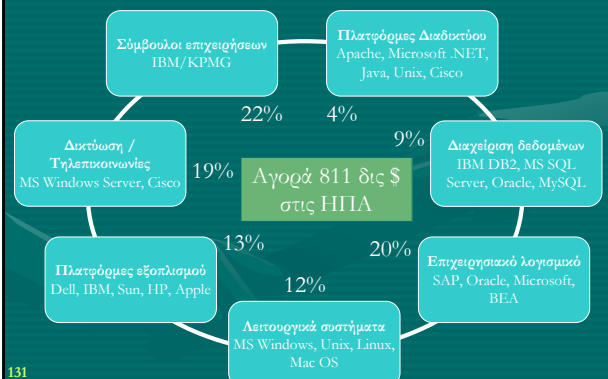 Σύμβουλοι επιχειρήσεων
IBM/KPMG
Πλατφόρμες Διαδικτύου
Apache, Microsoft .NET,
Java, Unix, Cisco
22%
4%
Δικτύωση /
Τηλεπικοινωνίες
MS Windows Server, Cisco
19%
Αγορά 811 δις $
στις ΗΠΑ
9%
Διαχείριση δεδομένων
IBM DB2, MS SQL
Server, Oracle, MySQL
Πλατφόρμες εξοπλισμού
Dell, IBM, Sun, HP, Apple
13%
12%
20%
Επιχειρησιακό λογισμικό
SAP, Oracle, Microsoft,
BEA
Λειτουργικά συστήματα
MS Windows, Unix, Linux,
Mac OS
131